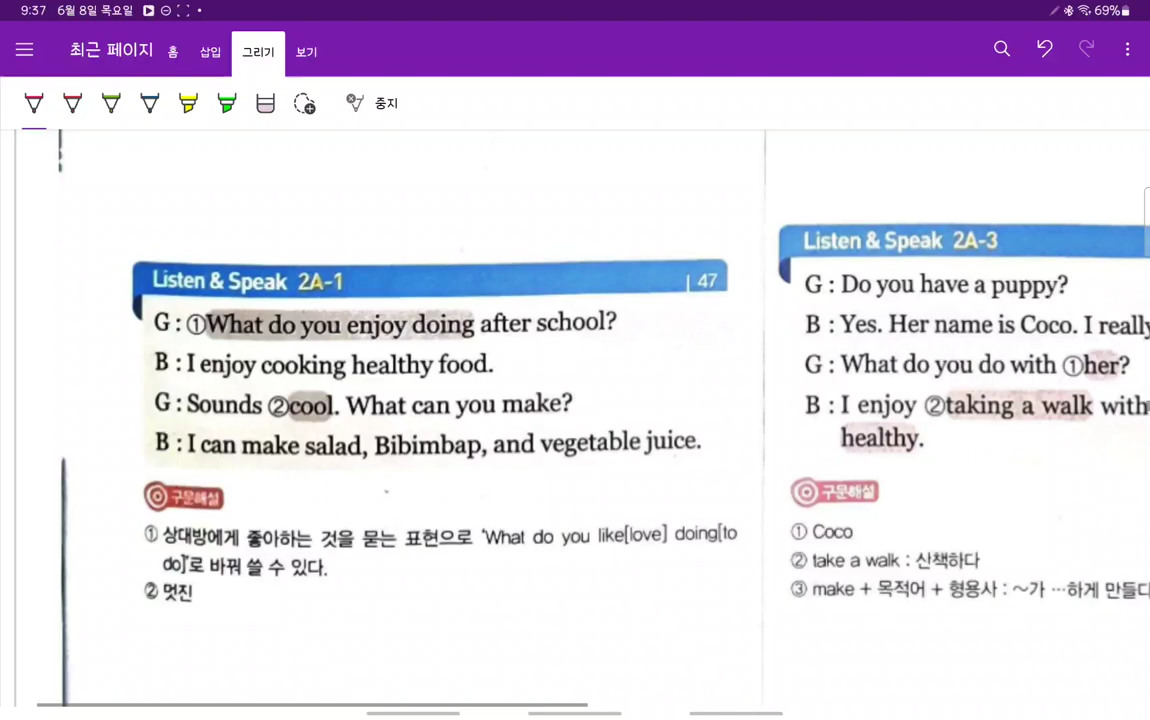 9:37 6월 8일 목요일
69%
최근 페이지 홈 삽입 그리기 보기
중지
Listen & Speak 2A-1 | 47
G : ①What do you enjoy doing after school?
B : I enjoy cooking healthy food.
G : Sounds ②cool. What can you make?
B : I can make salad, Bibimbap, and vegetable juice.
구문해설
① 상대방에게 좋아하는 것을 묻는 표현으로 ‘What do you like[love] doing[to
do]’로 바꿔 쓸 수 있다.
② 멋진
Listen & Speak 2A-3
G : Do you have a puppy?
B : Yes. Her name is Coco. I really
G : What do you do with ①her?
B : I enjoy ②taking a walk with
healthy.
구문해설
① Coco
② take a walk : 산책하다
③ make + 목적어 + 형용사 : ~가 …하게 만들다